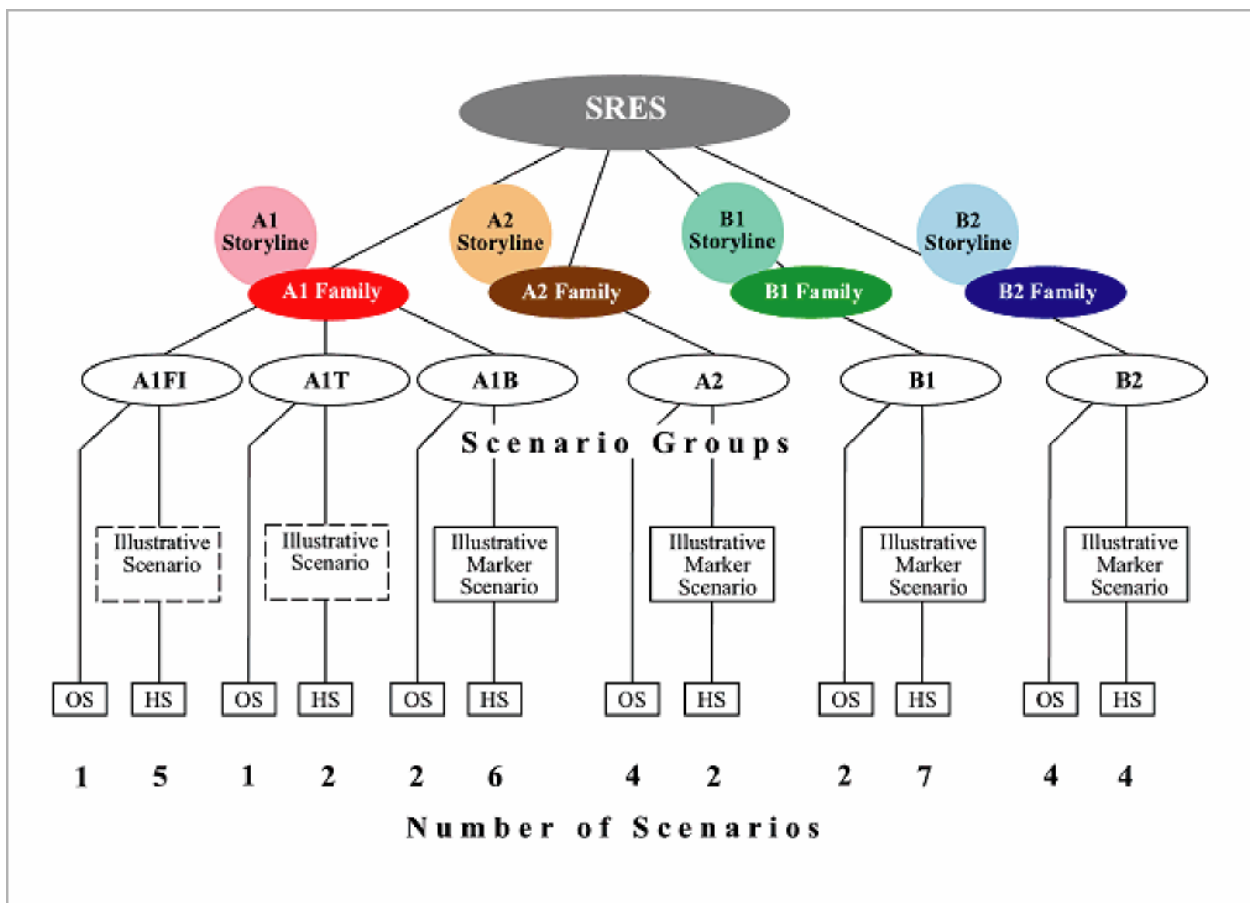 SRES
A1
Storyline
A2
Storyline
B1
Storyline
B2
Storyline
A1 Family
A2 Family
B1 Family
B2 Family
A1FI
A1T
A1B
A2
B1
B2
Scenario Groups
Illustrative
Scenario
Illustrative
Scenario
Illustrative
Marker
Scenario
Illustrative
Marker
Scenario
Illustrative
Marker
Scenario
Illustrative
Marker
Scenario
OS HS OS HS OS HS OS HS OS HS OS HS
1 5 1 2 2 6 4 2 2 7 4 4
Number of Scenarios